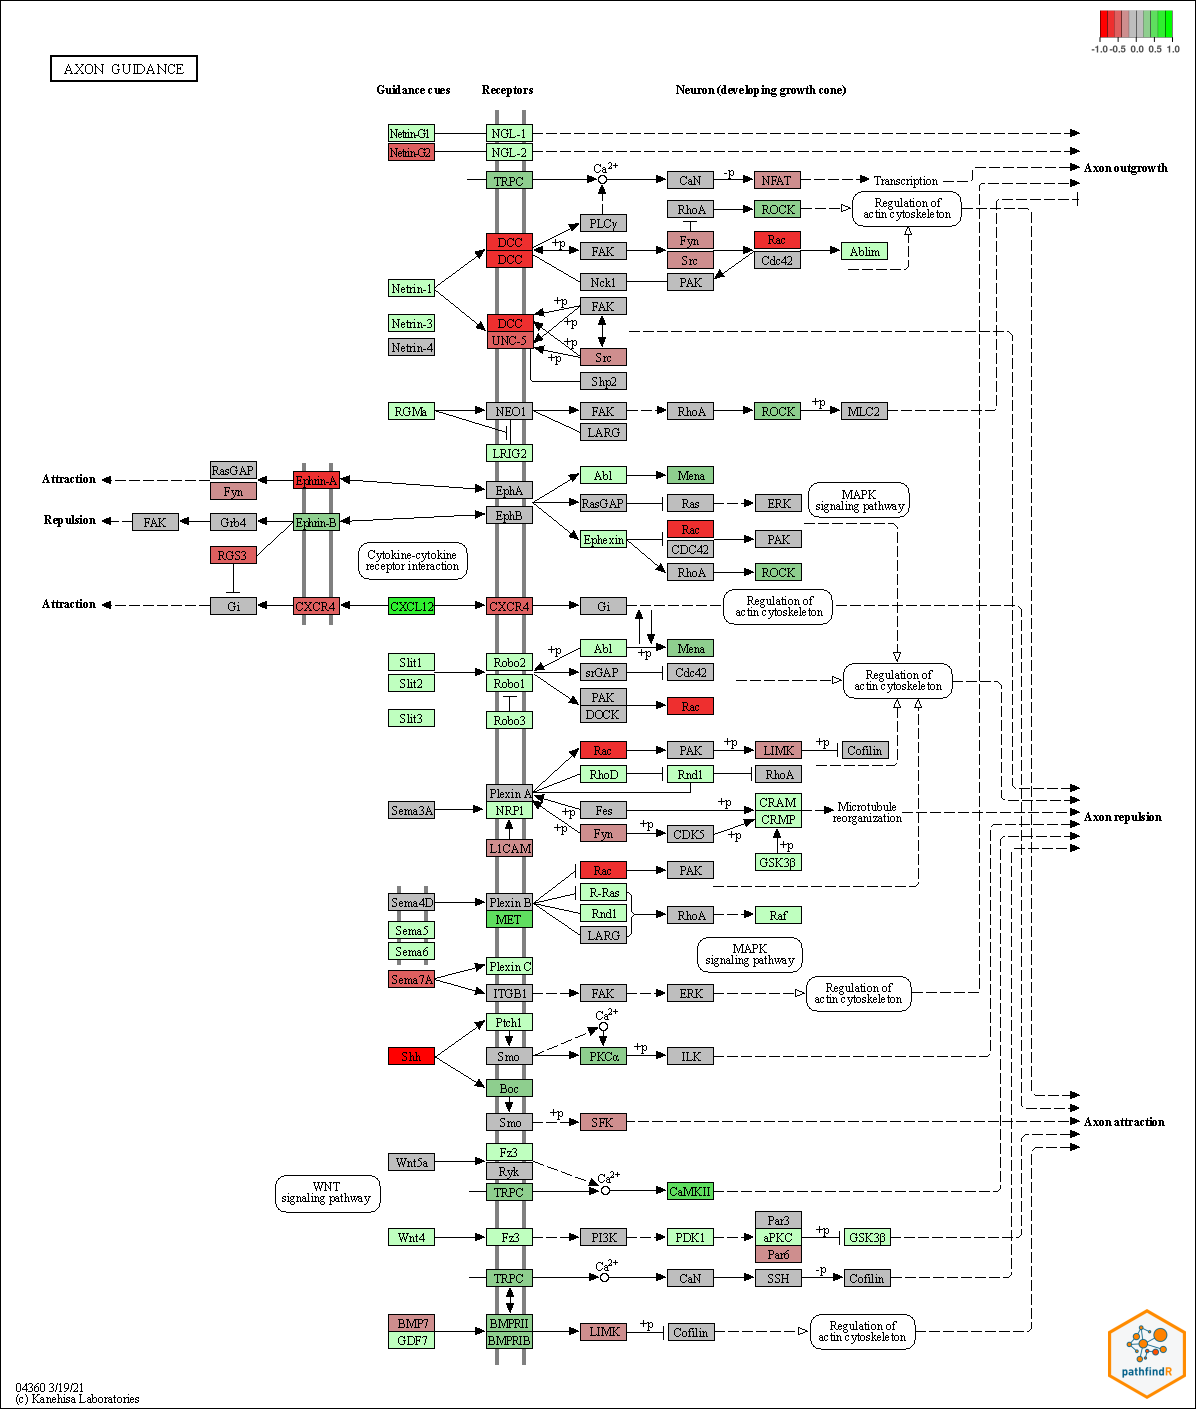 -1.0 -0.5 0.0 0.5 1.0
AXON GUIDANCE
Guidance cues Receptors Neuron (developing growth cone)
Netrin-G1 NGL-1
Netrin-G2 NGL-2
Axon outgrowth
TRPC Ca2+ CaN -p NFAT Transcription
RhoA ROCK Regulation of
actin cytoskeleton
PLCγ
DCC +p FAK Fyn Rac Ablim
DCC Src Cdc42
Nck1 PAK
Netrin-1
FAK +p
Netrin-3 DCC +p
Netrin-4 UNC-5 +p
+p Src
Shp2
RGMa NEO1 FAK RhoA ROCK +p MLC2
LARG
LRIG2
RasGAP
Attraction Fyn Ephrin-A EphA Abl Mena
RasGAP Ras ERK MAPK
signaling pathway
Repulsion FAK Grb4 Ephrin-B EphB
Ephexin Rac PAK
CDC42
RhoA ROCK
RGS3 Cytokine-cytokine
receptor interaction
Attraction Gi CXCR4 CXCL12 CXCR4 Gi Regulation of
actin cytoskeleton
+p Abl +p Mena
Slit1 Robo2 srGAP Cdc42
Slit2 Robo1 Regulation of
actin cytoskeleton
PAK Rac
DOCK
Slit3 Robo3
Rac PAK +p LIMK +p Cofilin
RhoD Rnd1 RhoA
Plexin A
Sema3A NRP1 +p Fes +p CRAM Microtubule
CRMP reorganization
Axon repulsion
+p Fyn +p CDK5 +p
L1CAM +p
GSK3β
Rac PAK
Sema4D Plexin B R-Ras
MET Rnd1 RhoA Raf
Sema5 LARG
Sema6 MAPK
signaling pathway
Plexin C
Sema7A ITGB1 FAK ERK Regulation of
actin cytoskeleton
Ptch1 Ca2+
Shh Smo PKCα +p ILK
Boc
Smo +p SFK Axon attraction
Fz3
Wnt5a Ryk Ca2+
WNT
signaling pathway
TRPC CaMKII
Par3
Wnt4 Fz3 PI3K PDK1 aPKC +p GSK3β
Par6
TRPC Ca2+ CaN SSH -p Cofilin
BMP7 BMPRII LIMK +p Cofilin Regulation of
actin cytoskeleton
GDF7 BMPRIB
pathfindR
04360 3/19/21
(c) Kanehisa Laboratories